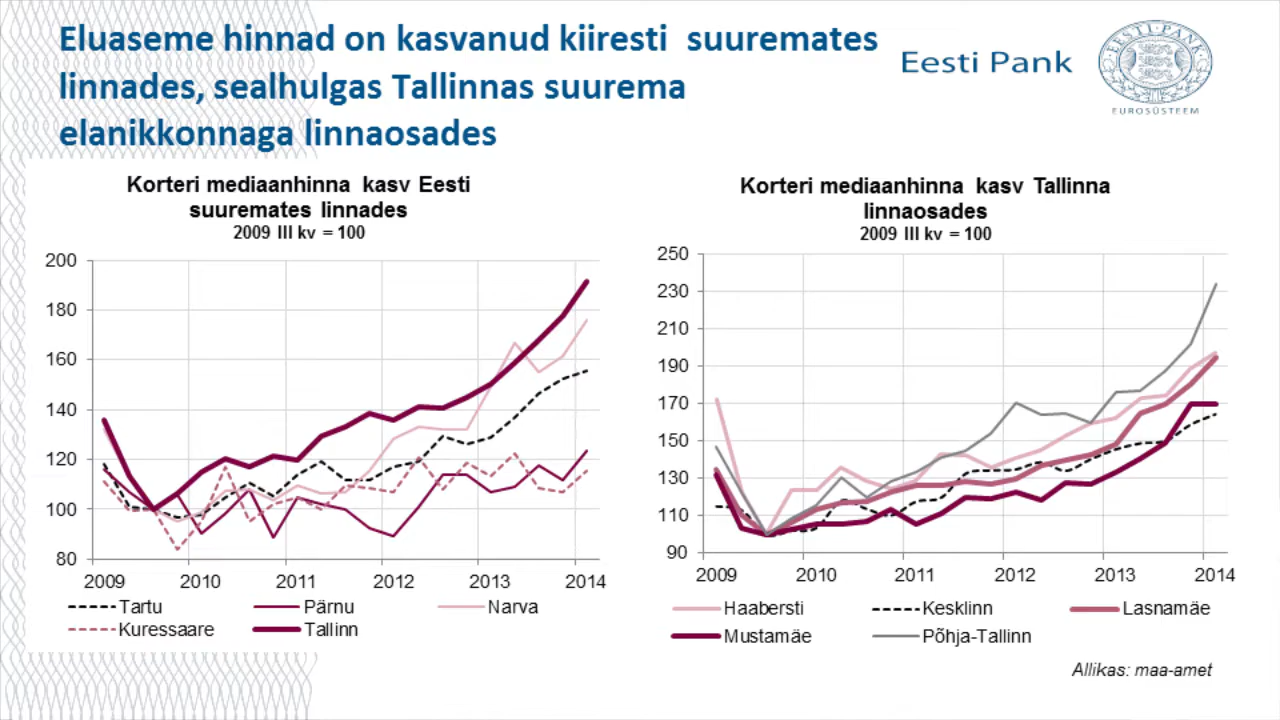 Eluaseme hinnad on kasvanud kiiresti suuremates
linnades, sealhulgas Tallinnas suurema
elanikkonnaga linnaosades
Eesti Pank
EESTI PANK
EUROSÜSTEEM
Korteri mediaanhinna kasv Eesti
suuremates linnades
2009 III kv = 100
200
180
160
140
120
100
80
2009 2010 2011 2012 2013 2014
Tartu Pärnu Narva
Kuressaare Tallinn
Korteri mediaanhinna kasv Tallinna
linnaosades
2009 III kv = 100
250
230
210
190
170
150
130
110
90
2009 2010 2011 2012 2013 2014
Haabersti Kesklinn Lasnamäe
Mustamäe Põhja-Tallinn
Allikas: maa-amet